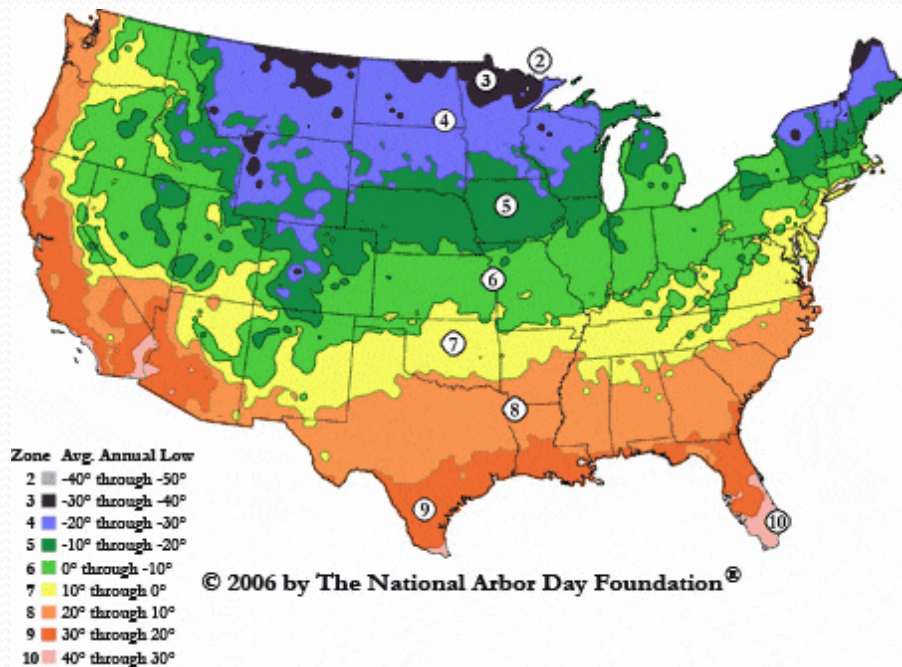 2
3
4
5
6
7
8
9
10
Zone Avg. Annual Low
2 -40° through -50°
3 -30° through -40°
4 -20° through -30°
5 -10° through -20°
6 0° through -10°
7 10° through 0°
8 20° through 10°
9 30° through 20°
10 40° through 30°
© 2006 by The National Arbor Day Foundation®